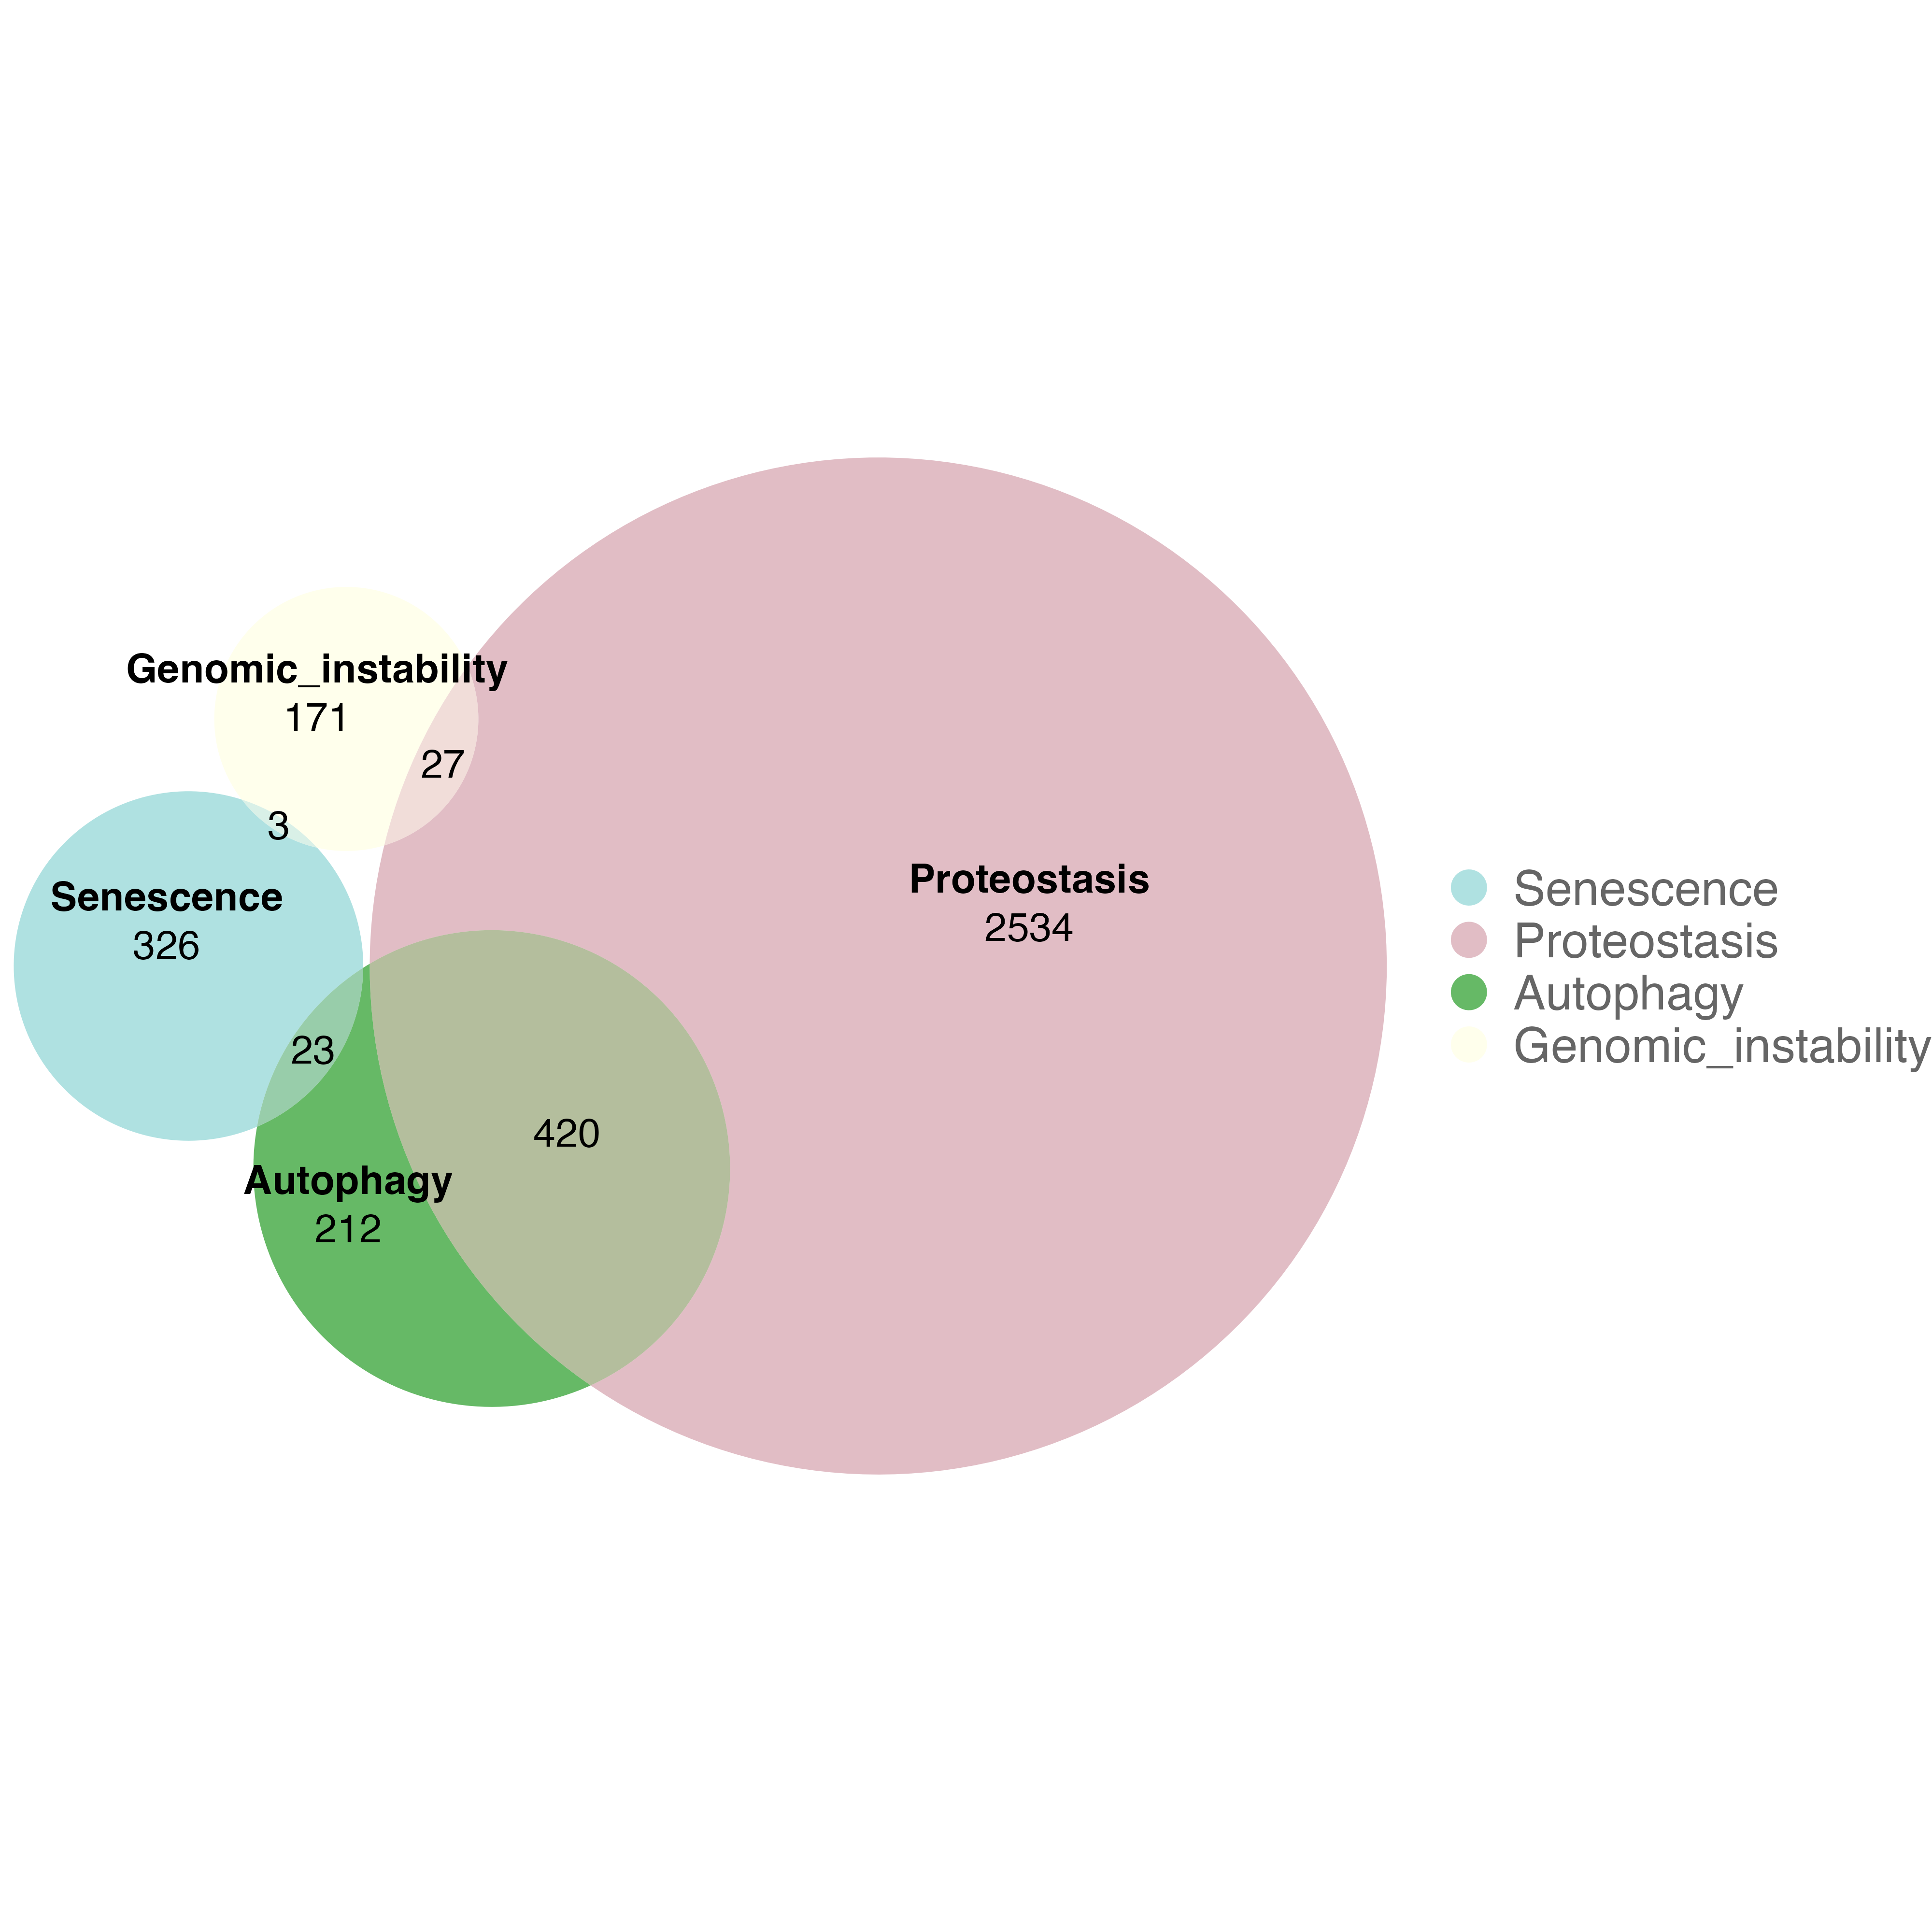 Genomic_instability
171
27
3
Senescence
326
Proteostasis
2534
23
420
Autophagy
212
Senescence
Proteostasis
Autophagy
Genomic_instability